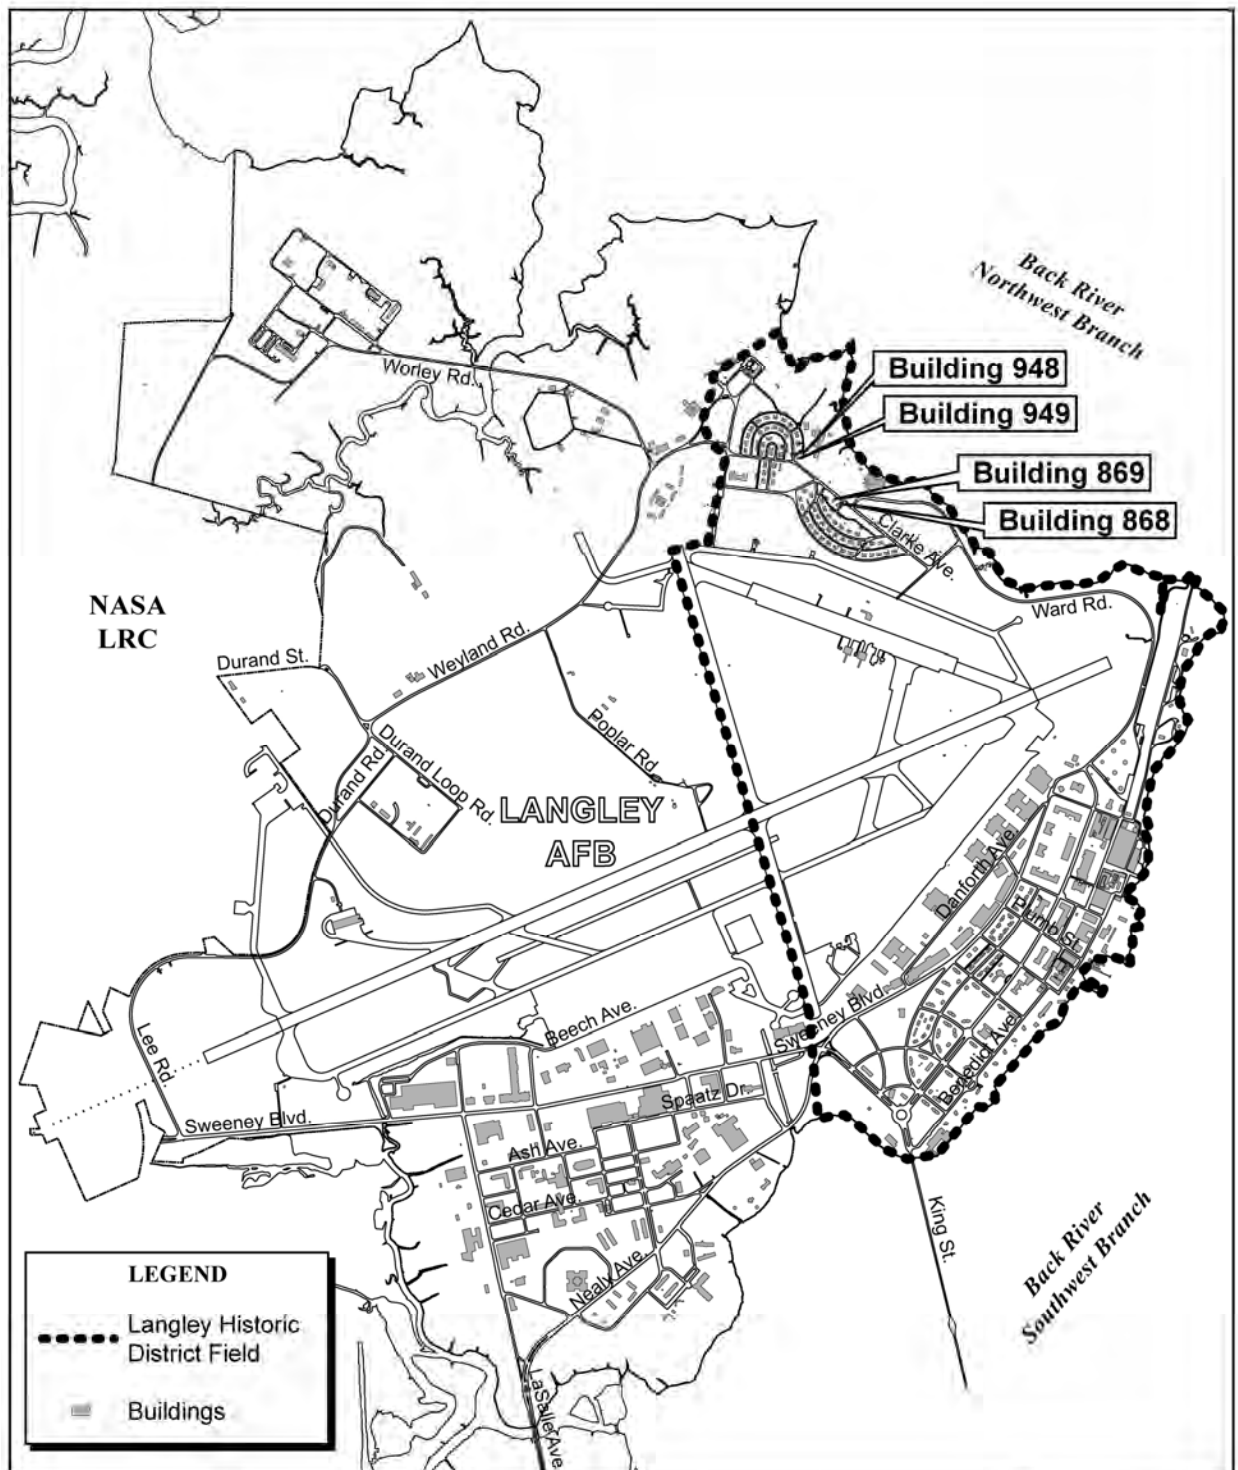 Back River
Northwest Branch
Building 948
Worley Rd.
Building 949
Building 869
Building 868
Clarke Ave.
NASA
LRC
Ward Rd.
Weyland Rd.
Durand St.
Poplar Rd.
Durand Loop Rd.
Durand Rd.
LANGLEY
AFB
Danforth Ave.
Plumb St.
Sweeney Blvd.
Beech Ave.
Lee Rd.
Benedict Ave.
Spaatz Dr.
Sweeney Blvd.
Ash Ave.
Cedar Ave.
King St.
Back River
Southwest Branch
Nealy Ave.
LaSalle Ave.
LEGEND
Langley Historic
District Field
Buildings